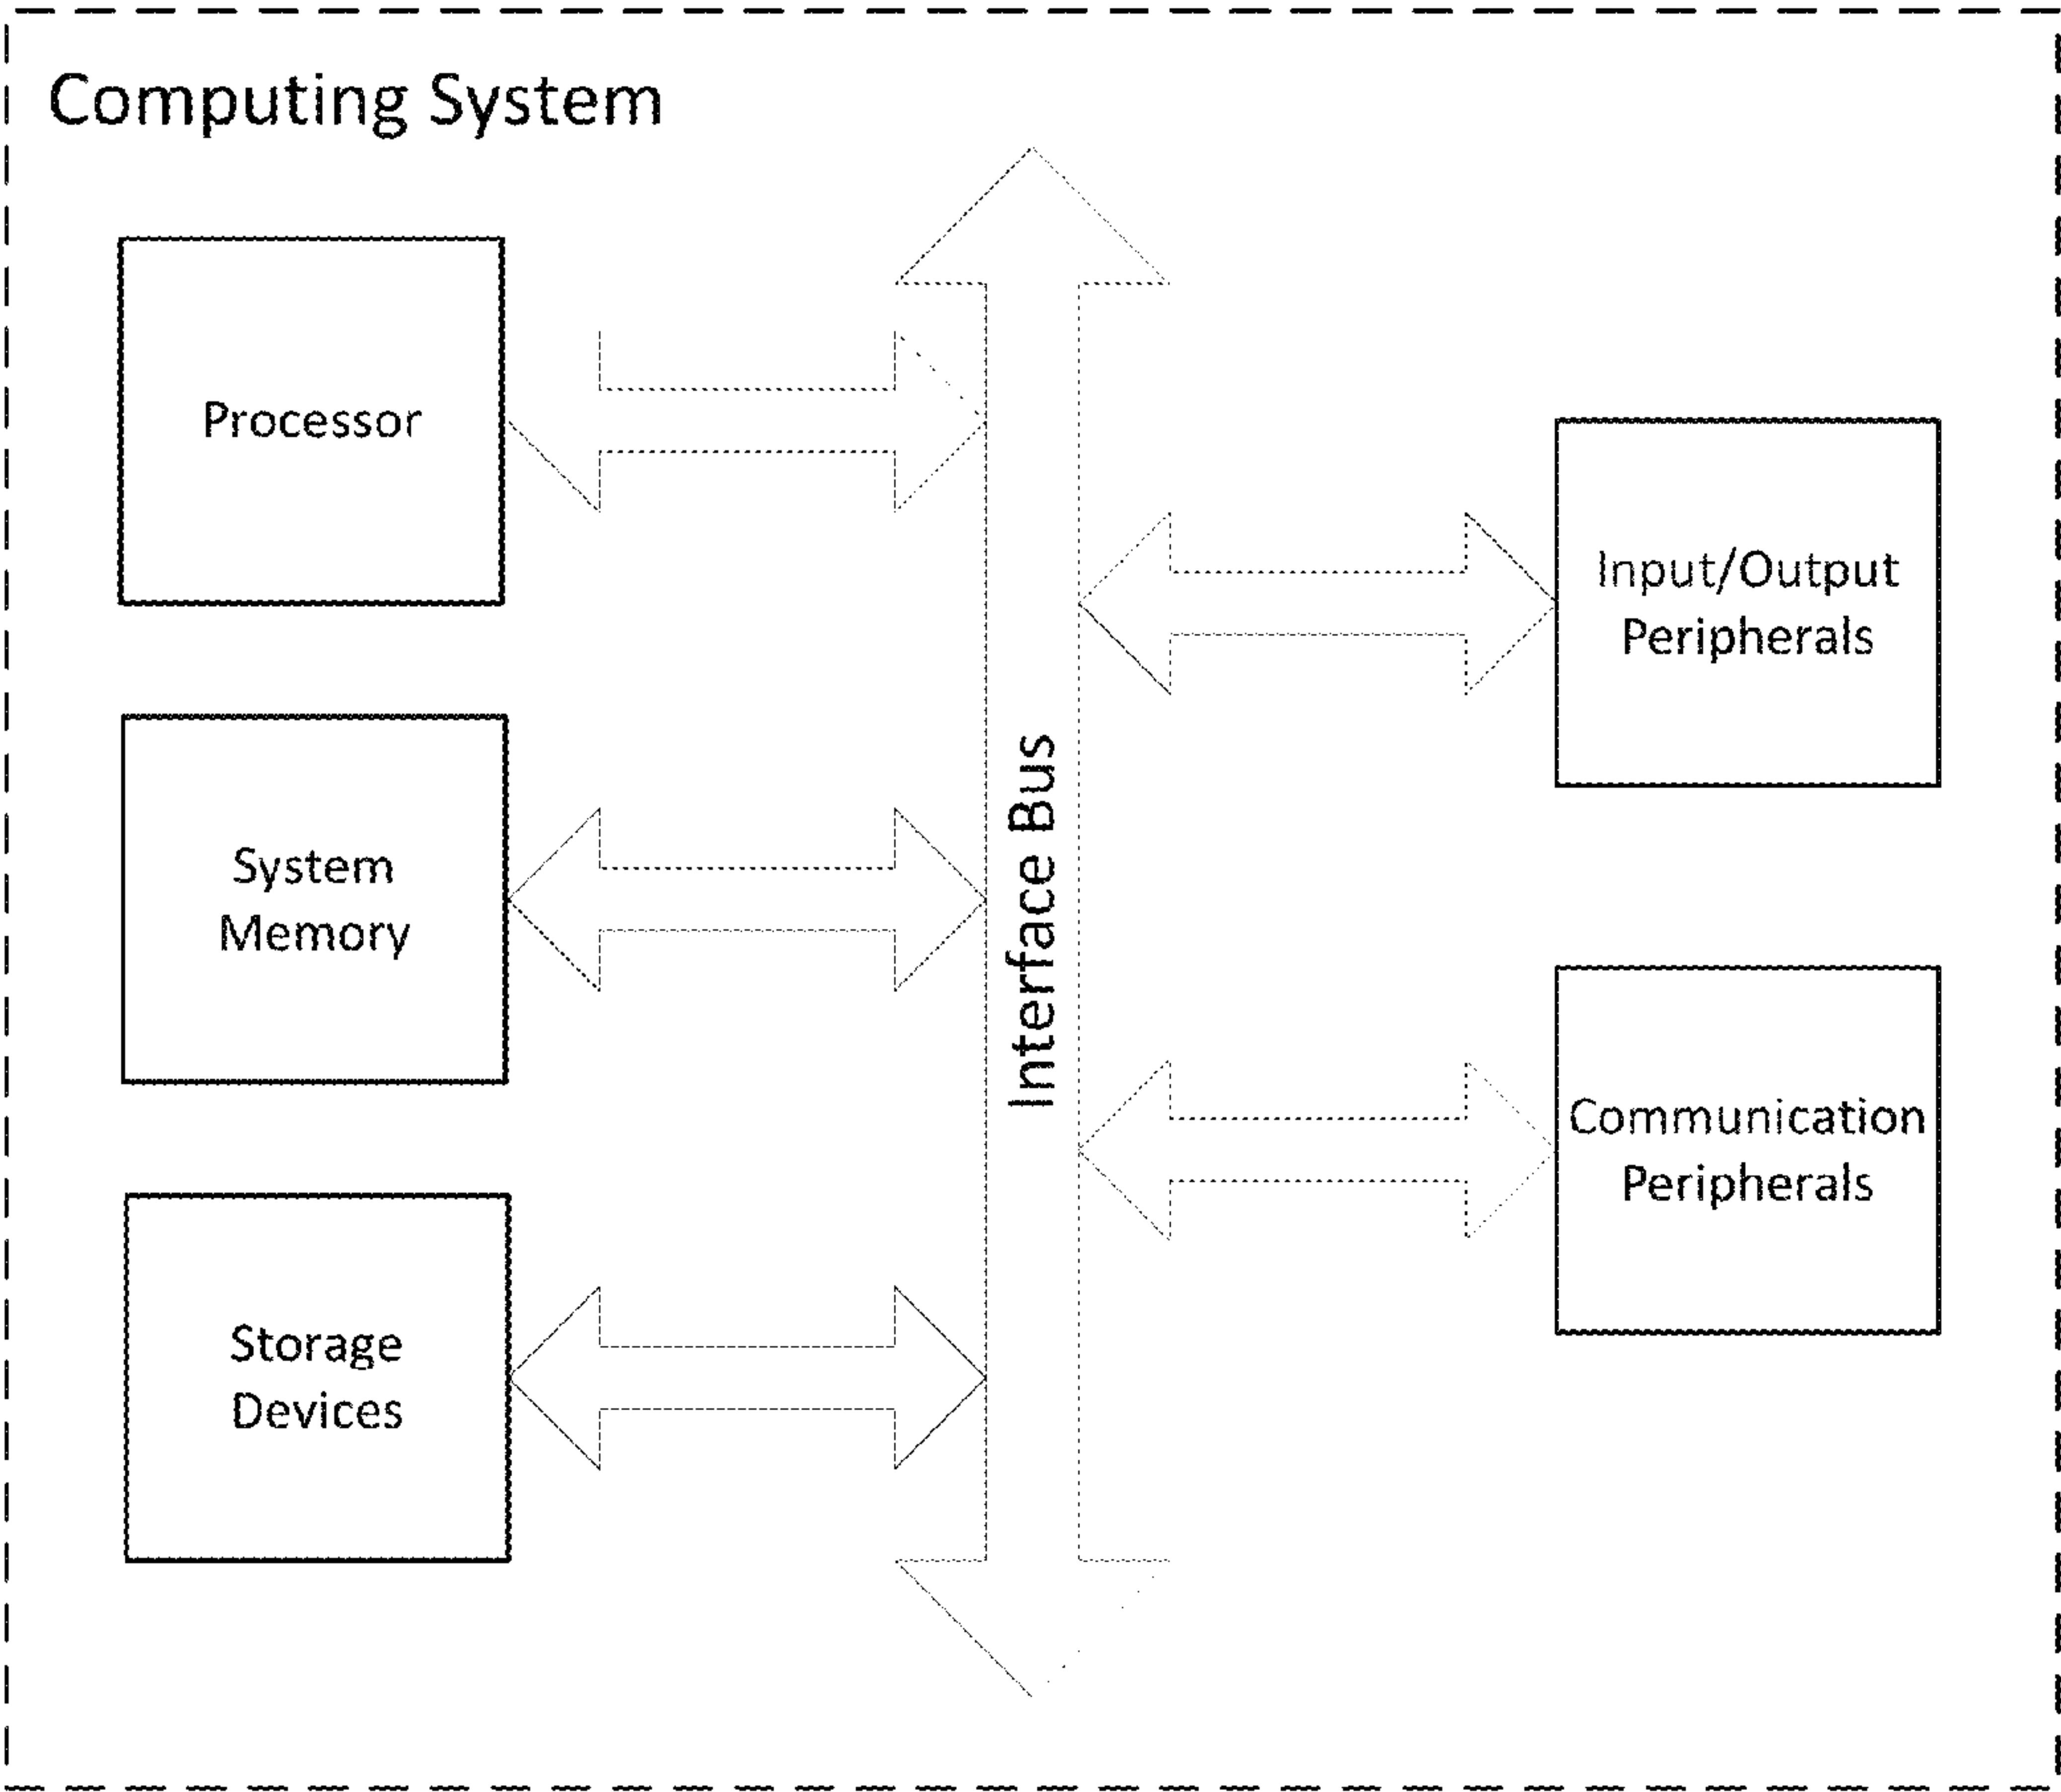 Computing System
Processor
Input/Output
Peripherals
System
Memory
Interface Bus
Communication
Peripherals
Storage
Devices